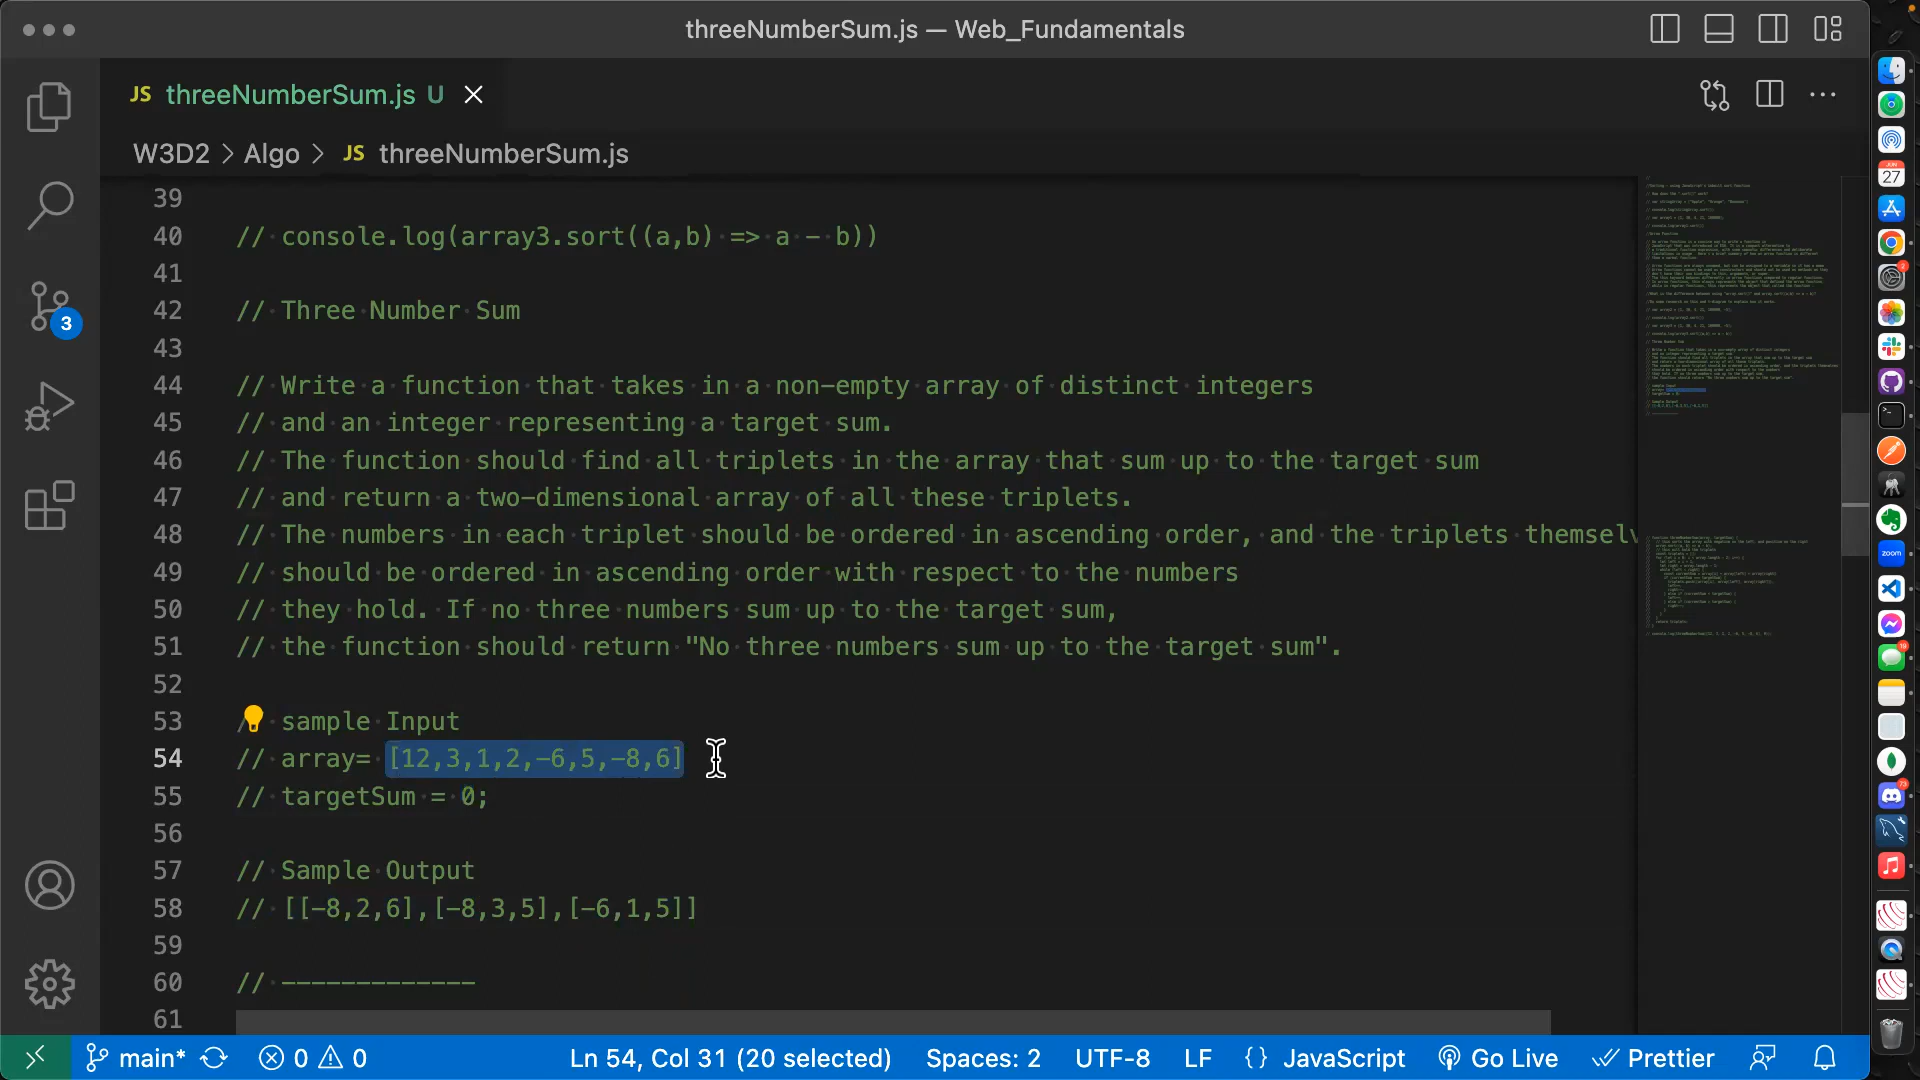 threeNumberSum.js — Web_Fundamentals
JS threeNumberSum.js U
W3D2 > Algo > JS threeNumberSum.js
39
40 // console.log(array3.sort((a,b) => a - b))
41
42 // Three Number Sum
43
44 // Write a function that takes in a non-empty array of distinct integers
45 // and an integer representing a target sum.
46 // The function should find all triplets in the array that sum up to the target sum
47 // and return a two-dimensional array of all these triplets.
48 // The numbers in each triplet should be ordered in ascending order, and the triplets themselv
49 // should be ordered in ascending order with respect to the numbers
50 // they hold. If no three numbers sum up to the target sum,
51 // the function should return "No three numbers sum up to the target sum".
52
53 / sample Input
54 // array= [12,3,1,2,-6,5,-8,6]
55 // targetSum = 0;
56
57 // Sample Output
58 // [[-8,2,6],[-8,3,5],[-6,1,5]]
59
60 // -------------
61
3
main* 0 0 Ln 54, Col 31 (20 selected) Spaces: 2 UTF-8 LF {} JavaScript Go Live Prettier
JUN
27
zoom